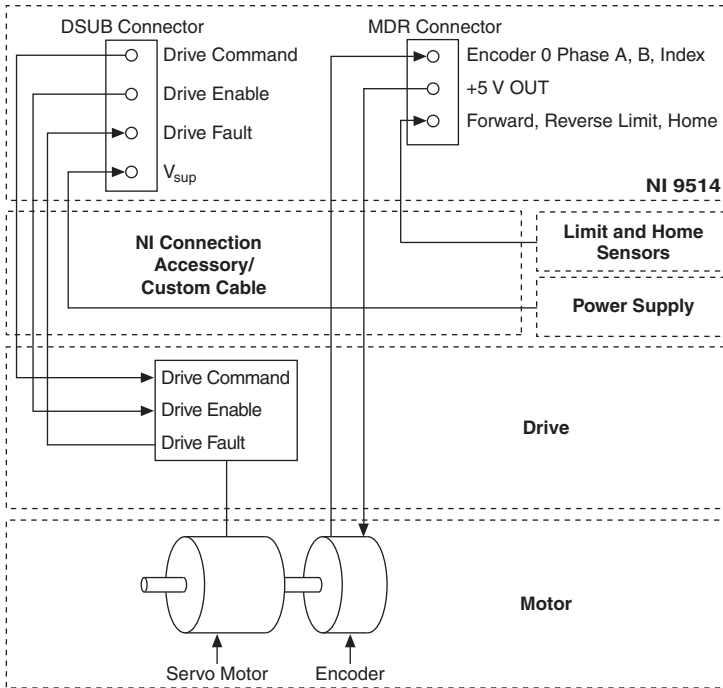 DSUB Connector
Drive Command
Drive Enable
Drive Fault
Vsup
MDR Connector
Encoder 0 Phase A, B, Index
+5 V OUT
Forward, Reverse Limit, Home
NI 9514
NI Connection
Accessory/
Custom Cable
Limit and Home
Sensors
Power Supply
Drive Command
Drive Enable
Drive Fault
Drive
Motor
Servo Motor
Encoder